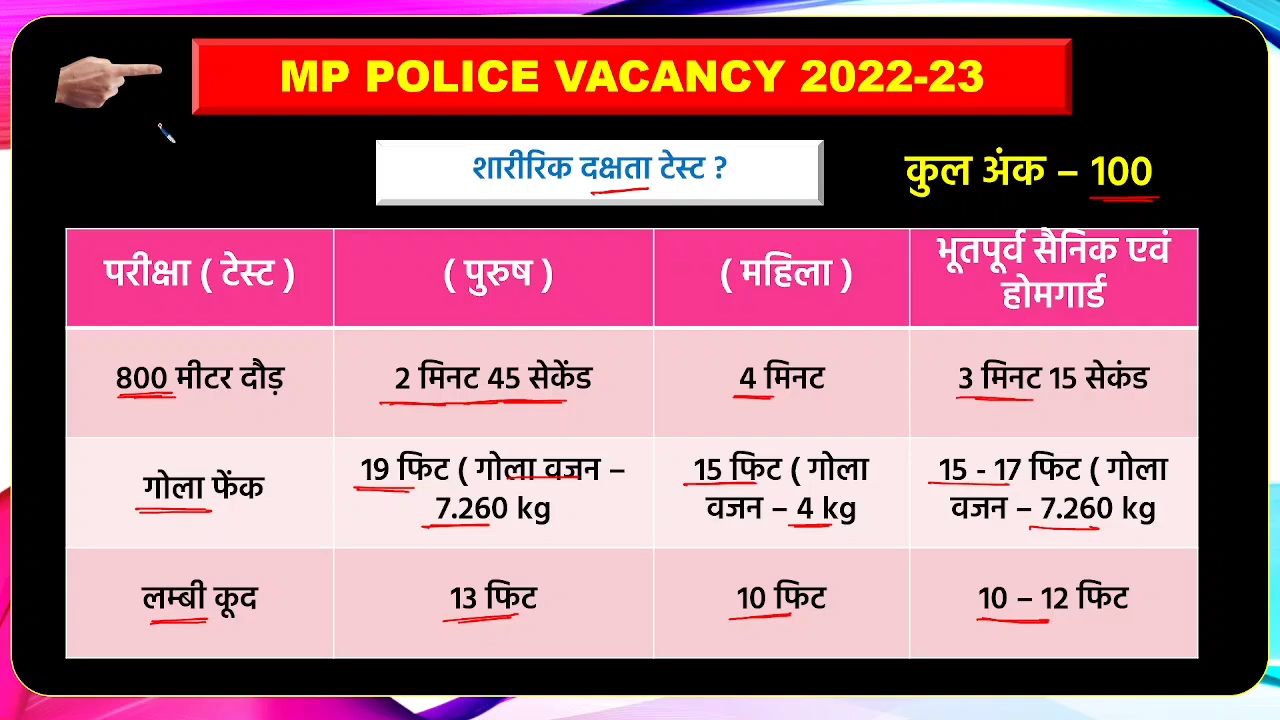 MP POLICE VACANCY 2022-23
शारीरिक दक्षता टेस्ट ?
कुल अंक – 100
परीक्षा ( टेस्ट )
( पुरुष )
( महिला )
भूतपूर्व सैनिक एवं
होमगार्ड
800 मीटर दौड़
2 मिनट 45 सेकेंड
4 मिनट
3 मिनट 15 सेकंड
गोला फेंक
19 फिट ( गोला वजन –
7.260 kg
15 फिट ( गोला
वजन – 4 kg
15 - 17 फिट ( गोला
वजन – 7.260 kg
लम्बी कूद
13 फिट
10 फिट
10 – 12 फिट